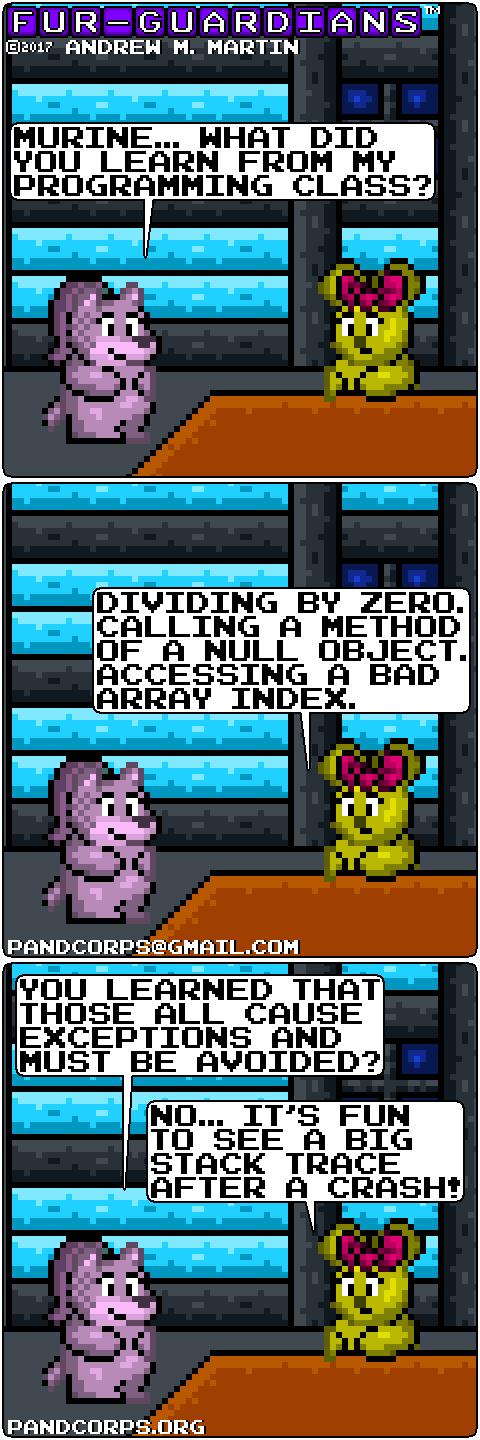 FUR-GUARDIANS™
©2017 ANDREW M. MARTIN
MURINE... WHAT DID
YOU LEARN FROM MY
PROGRAMMING CLASS?
DIVIDING BY ZERO.
CALLING A METHOD
OF A NULL OBJECT.
ACCESSING A BAD
ARRAY INDEX.
PANDCORPS@GMAIL.COM
YOU LEARNED THAT
THOSE ALL CAUSE
EXCEPTIONS AND
MUST BE AVOIDED?
NO... IT'S FUN
TO SEE A BIG
STACK TRACE
AFTER A CRASH!
PANDCORPS.ORG